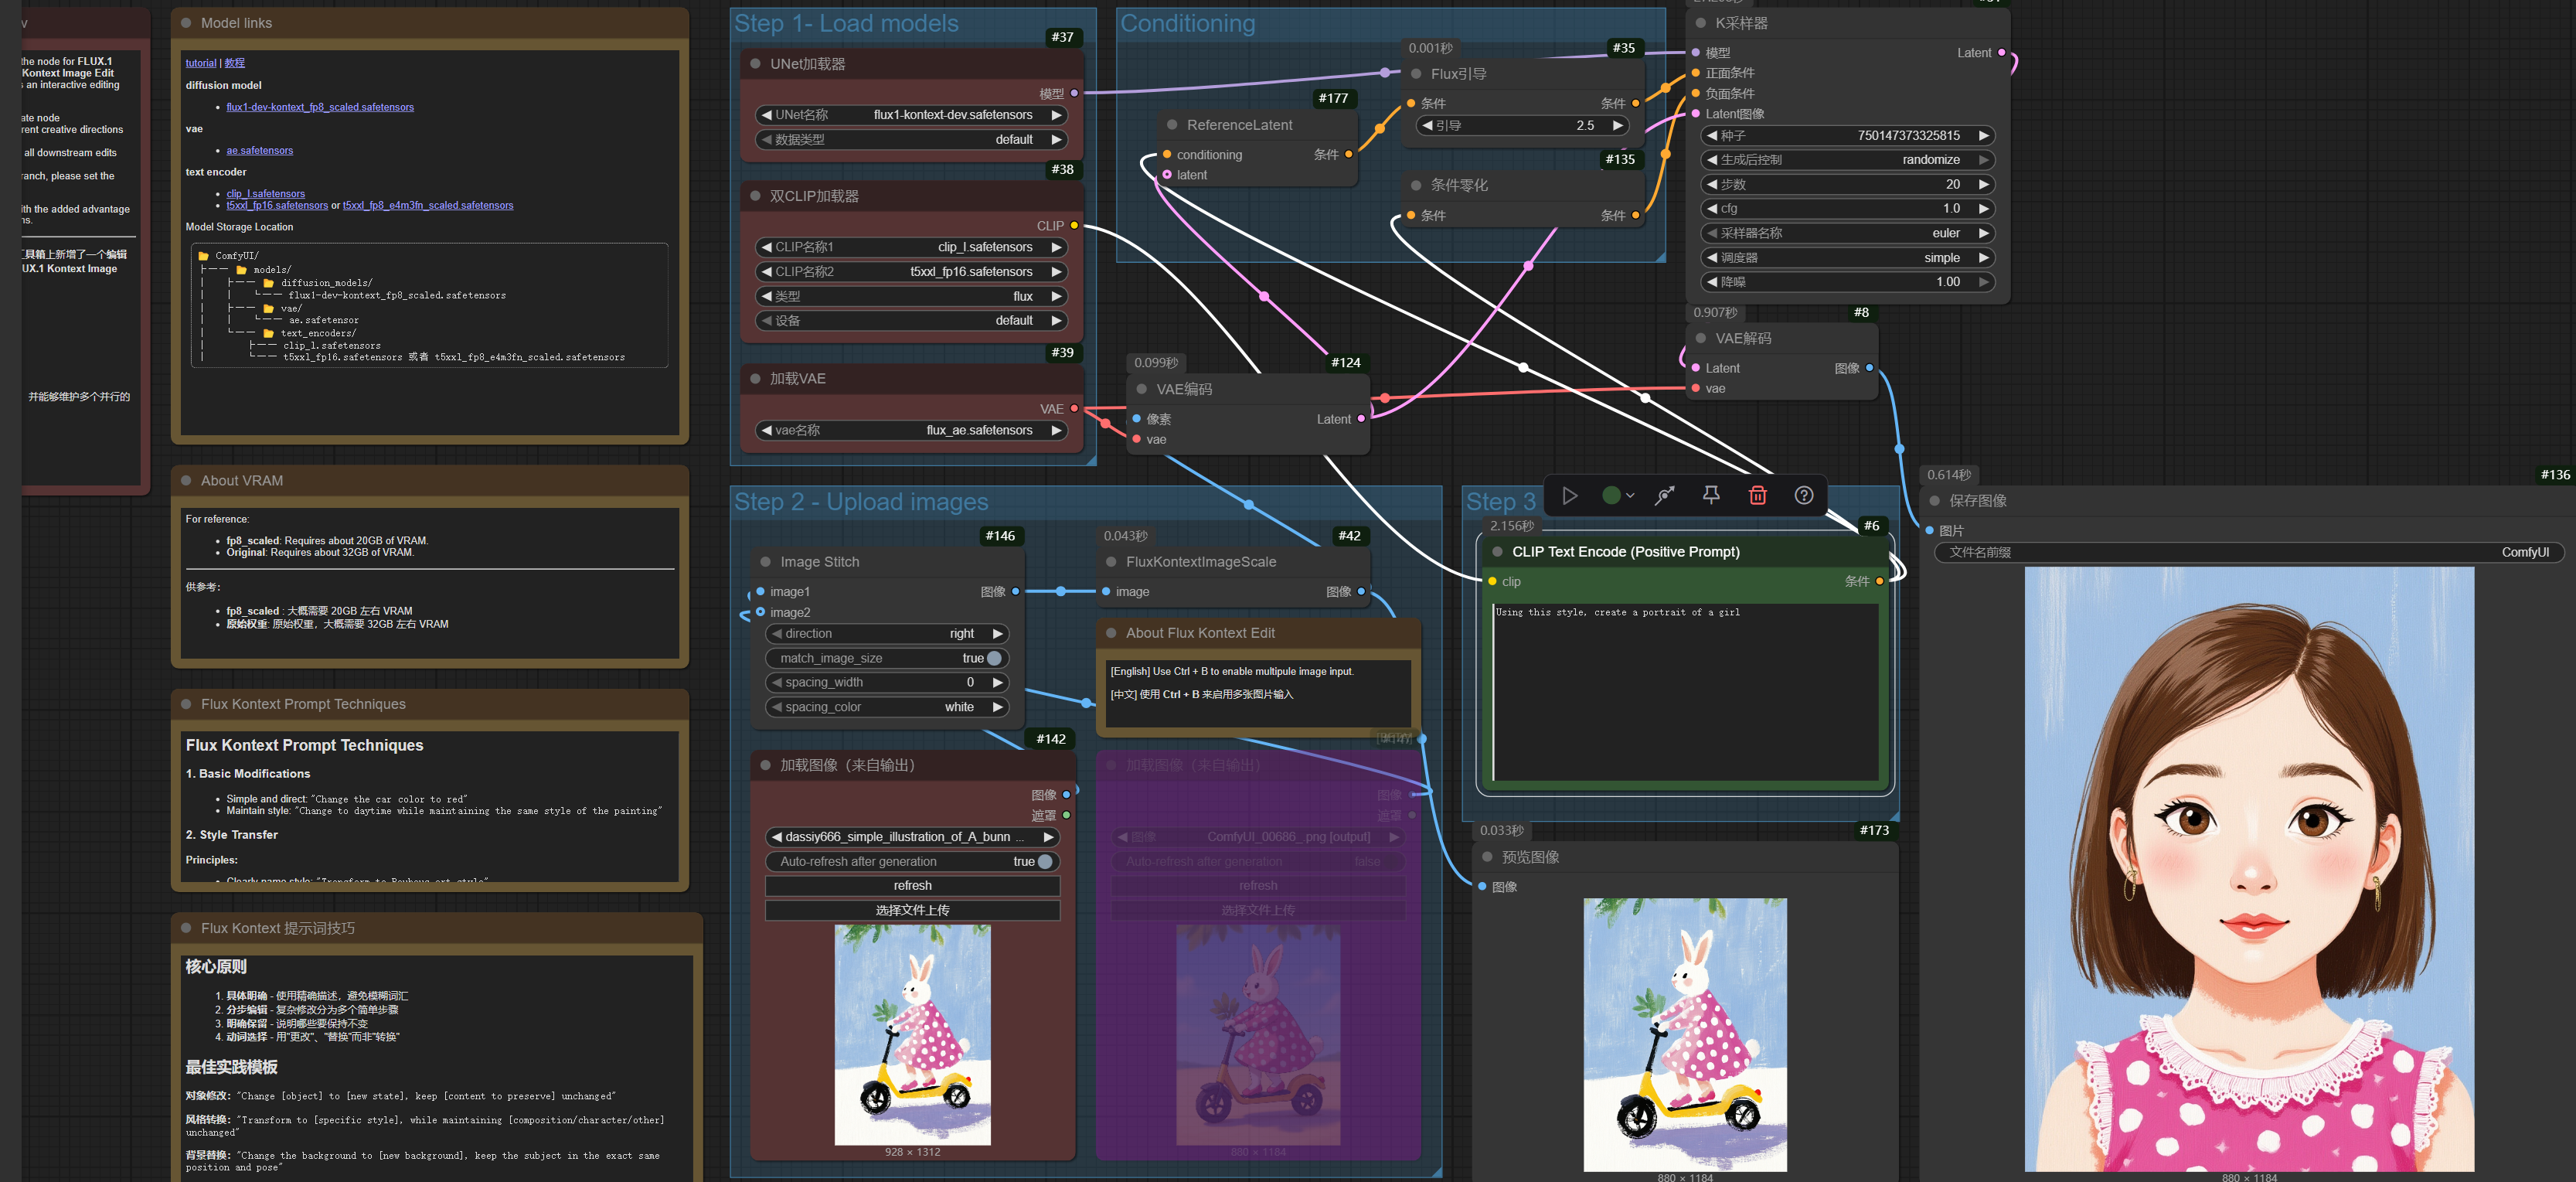 v
the node for FLUX.1
Kontext Image Edit
s an interactive editing
ate node
rent creative directions
all downstream edits
ranch, please set the
ith the added advantage
ns.
具箱上新增了一个编辑
UX.1 Kontext Image
并能够维护多个并行的
Model links
tutorial | 教程
diffusion model
flux1-dev-kontext_fp8_scaled.safetensors
vae
ae.safetensors
text encoder
clip_l.safetensors
t5xxl_fp16.safetensors or t5xxl_fp8_e4m3fn_scaled.safetensors
Model Storage Location
ComfyUI/
models/
diffusion_models/
flux1-dev-kontext_fp8_scaled.safetensors
vae/
ae.safetensor
text_encoders/
clip_l.safetensors
t5xxl_fp16.safetensors 或者 t5xxl_fp8_e4m3fn_scaled.safetensors
About VRAM
For reference:
fp8_scaled: Requires about 20GB of VRAM.
Original: Requires about 32GB of VRAM.
供参考:
fp8_scaled : 大概需要 20GB 左右 VRAM
原始权重: 原始权重，大概需要 32GB 左右 VRAM
Flux Kontext Prompt Techniques
Flux Kontext Prompt Techniques
1. Basic Modifications
Simple and direct: "Change the car color to red"
Maintain style: "Change to daytime while maintaining the same style of the painting"
2. Style Transfer
Principles:
Clearly name style: "Transform to Bauhaus art style"
Flux Kontext 提示词技巧
核心原则
1. 具体明确 - 使用精确描述，避免模糊词汇
2. 分步编辑 - 复杂修改分为多个简单步骤
3. 明确保留 - 说明哪些要保持不变
4. 动词选择 - 用"更改"、"替换"而非"转换"
最佳实践模板
对象修改: "Change [object] to [new state], keep [content to preserve] unchanged"
风格转换: "Transform to [specific style], while maintaining [composition/character/other]
unchanged"
背景替换: "Change the background to [new background], keep the subject in the exact same
position and pose"
Step 1- Load models
#37
UNet加载器
模型
UNet名称 flux1-kontext-dev.safetensors
数据类型 default
#38
双CLIP加载器
CLIP
CLIP名称1 clip_l.safetensors
CLIP名称2 t5xxl_fp16.safetensors
类型 flux
设备 default
#39
加载VAE
VAE
vae名称 flux_ae.safetensors
Conditioning
#177
ReferenceLatent
conditioning 条件
latent
0.001秒 #35
Flux引导
条件 条件
引导 2.5
#135
条件零化
条件 条件
0.099秒 #124
VAE编码
像素 Latent
vae
K采样器
模型 Latent
正面条件
负面条件
Latent图像
种子 750147373325815
生成后控制 randomize
步数 20
cfg 1.0
采样器名称 euler
调度器 simple
降噪 1.00
0.907秒 #8
VAE解码
Latent 图像
vae
Step 2 - Upload images
#146
Image Stitch
image1 图像
image2
direction right
match_image_size true
spacing_width 0
spacing_color white
0.043秒 #42
FluxKontextImageScale
image 图像
About Flux Kontext Edit
[English] Use Ctrl + B to enable multipule image input.
[中文] 使用 Ctrl + B 来启用多张图片输入
#142
加载图像（来自输出）
图像
遮罩
dassiy666_simple_illustration_of_A_bunn ...
Auto-refresh after generation true
refresh
选择文件上传
928 × 1312
加载图像（来自输出）
图像
图像 ComfyUI_00686_.png [output]
Auto-refresh after generation false
refresh
选择文件上传
880 × 1184
Step 3
2.156秒 #6
CLIP Text Encode (Positive Prompt)
clip 条件
Using this style, create a portrait of a girl
0.033秒 #173
预览图像
图像
880 × 1184
0.614秒 #136
保存图像
图片
文件名前缀 ComfyUI
880 × 1184